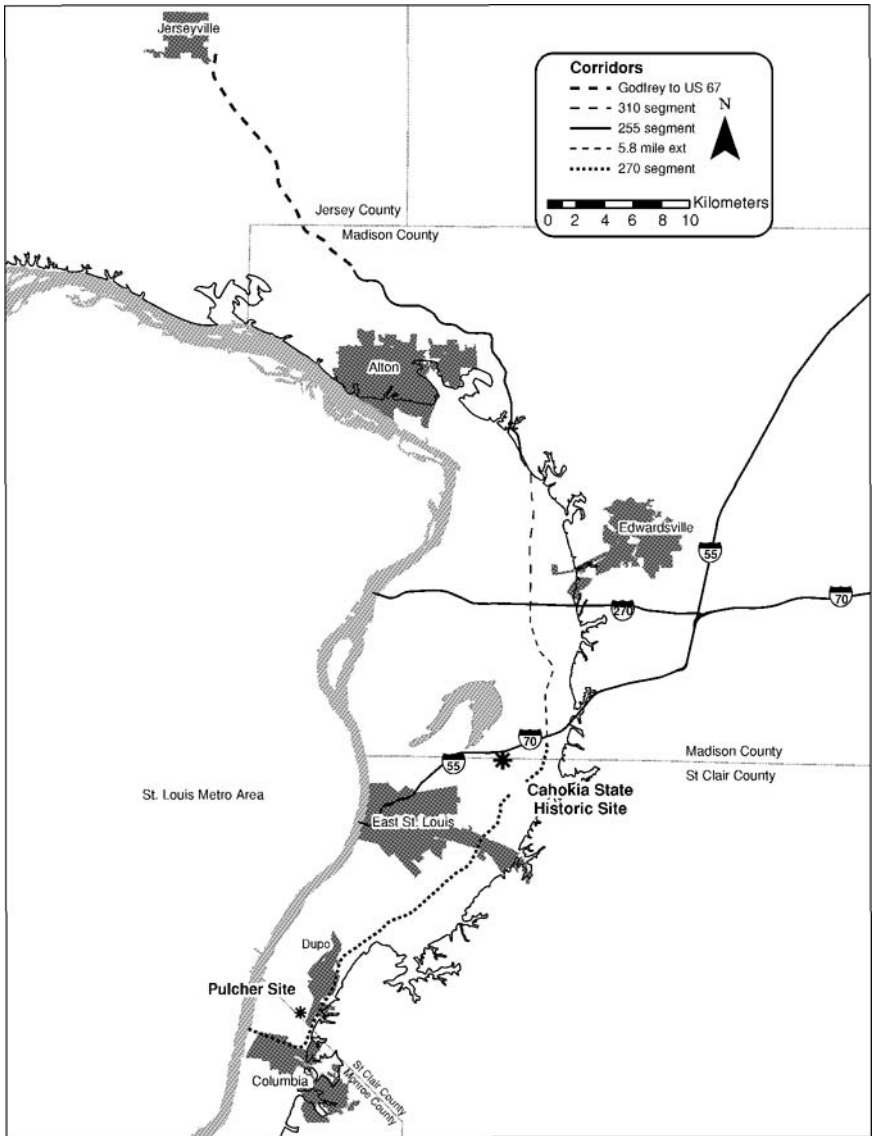 Jerseyville
Corridors
Godfrey to US 67
310 segment
255 segment
5.8 mile ext
270 segment
N
Kilometers
0 2 4 6 8 10
Jersey County
Madison County
Alton
Edwardsville
55
70
270
70
55
Madison County
St Clair County
Cahokia State
Historic Site
St. Louis Metro Area
East St. Louis
Dupo
Pulcher Site
Columbia
St Clair County
Monroe County